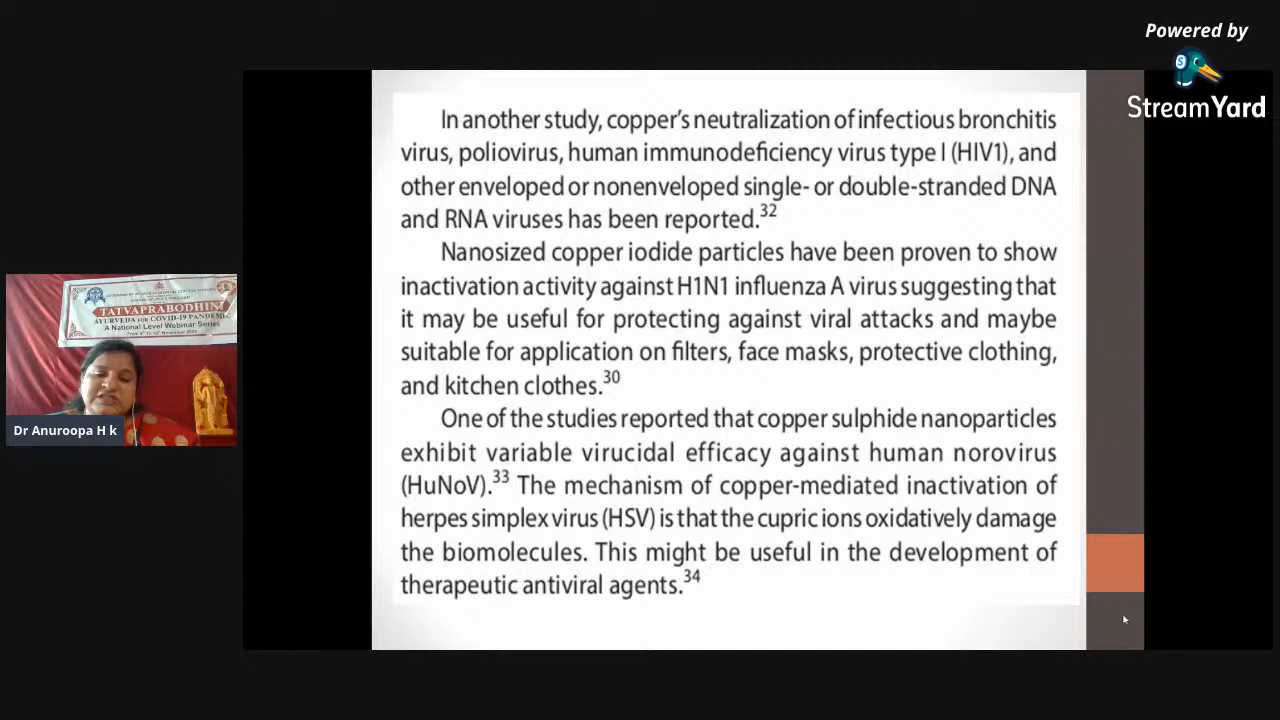 Powered by
StreamYard
In another study, copper's neutralization of infectious bronchitis
virus, poliovirus, human immunodeficiency virus type I (HIV1), and
other enveloped or nonenveloped single- or double-stranded DNA
and RNA viruses has been reported.32
Nanosized copper iodide particles have been proven to show
inactivation activity against H1N1 influenza A virus suggesting that
it may be useful for protecting against viral attacks and maybe
suitable for application on filters, face masks, protective clothing,
and kitchen clothes.30
One of the studies reported that copper sulphide nanoparticles
exhibit variable virucidal efficacy against human norovirus
(HuNoV).33 The mechanism of copper-mediated inactivation of
herpes simplex virus (HSV) is that the cupric ions oxidatively damage
the biomolecules. This might be useful in the development of
therapeutic antiviral agents.34
TATVAPRABODHINI
AYURVEDA FOR COVID-19 PANDEMIC
A National Level Webinar Series
Dr Anuroopa H k